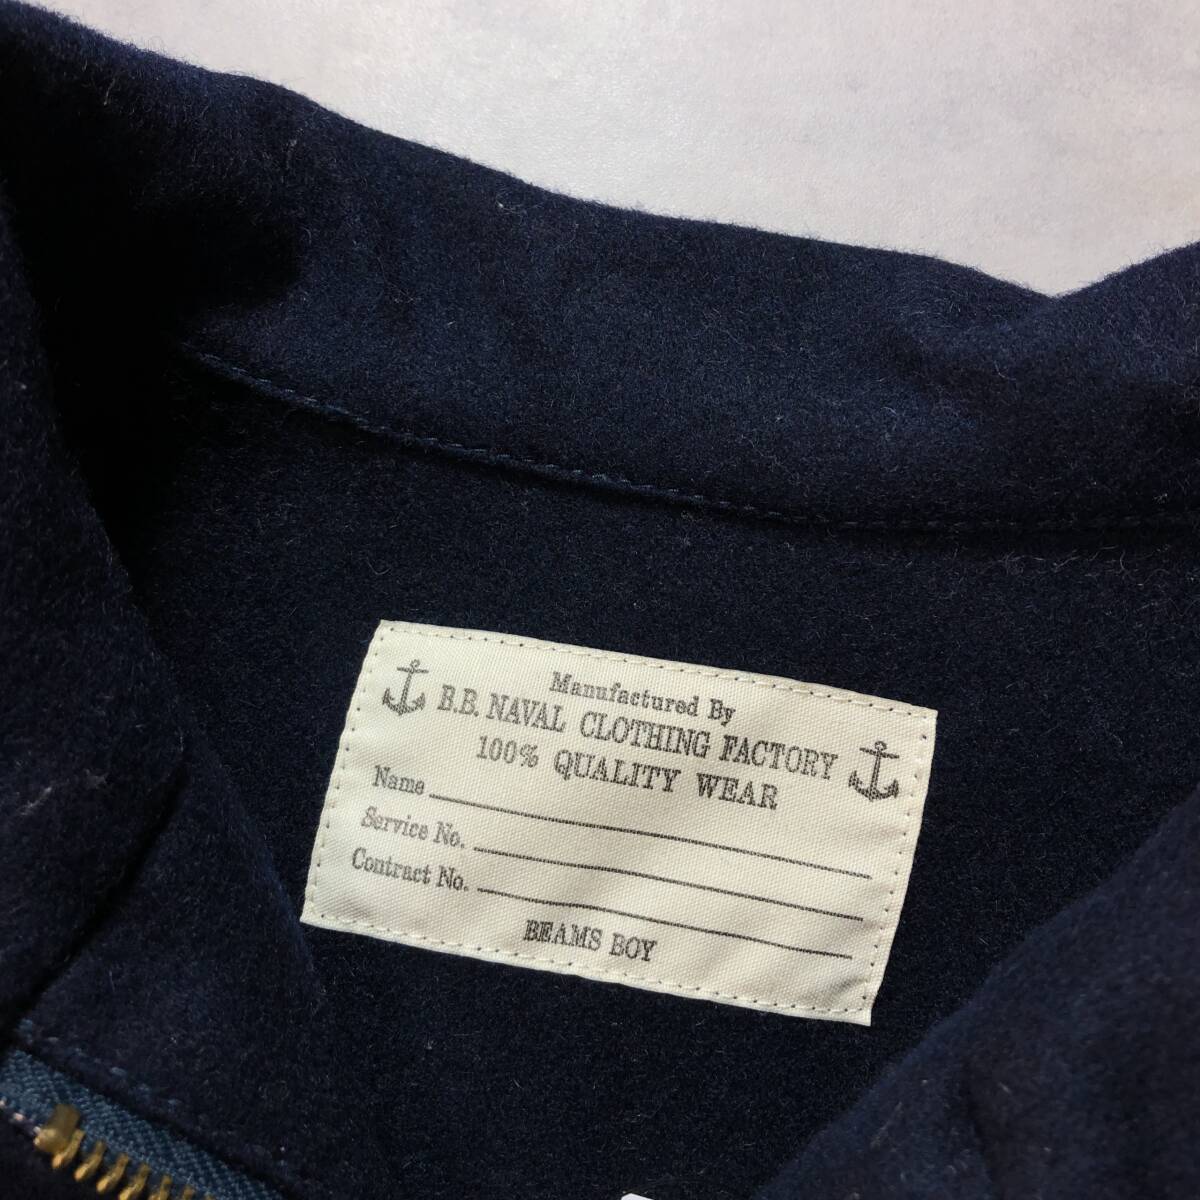 Manufactured By
B.B. NAVAL CLOTHING FACTORY
100% QUALITY WEAR
Name
Service No.
Contract No.
BEAMS BOY